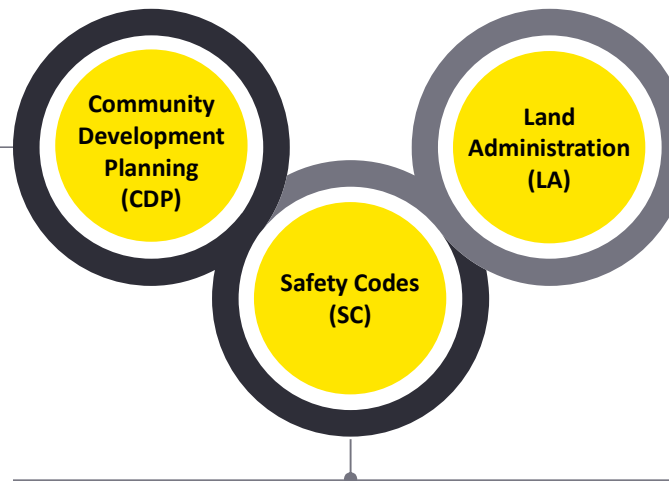 Community
Development
Planning
(CDP)
Land
Administration
(LA)
Safety Codes
(SC)